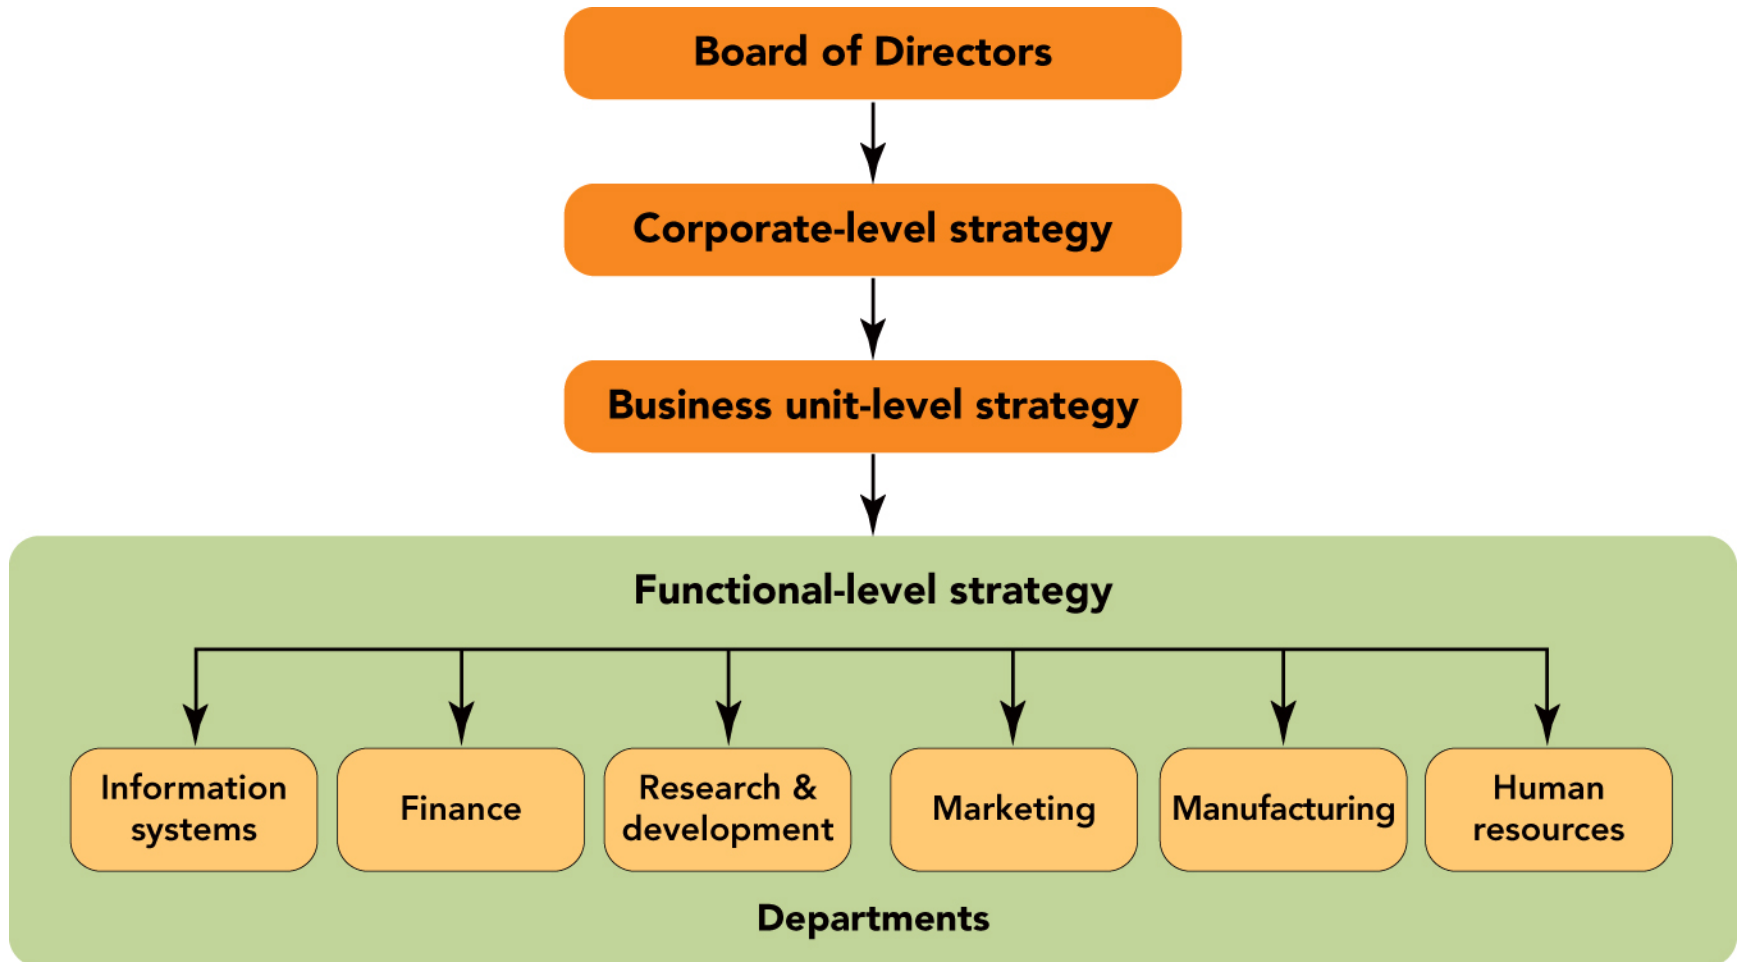 Board of Directors
Corporate-level strategy
Business unit-level strategy
Functional-level strategy
Information
systems
Finance
Research &
development
Marketing
Manufacturing
Human
resources
Departments